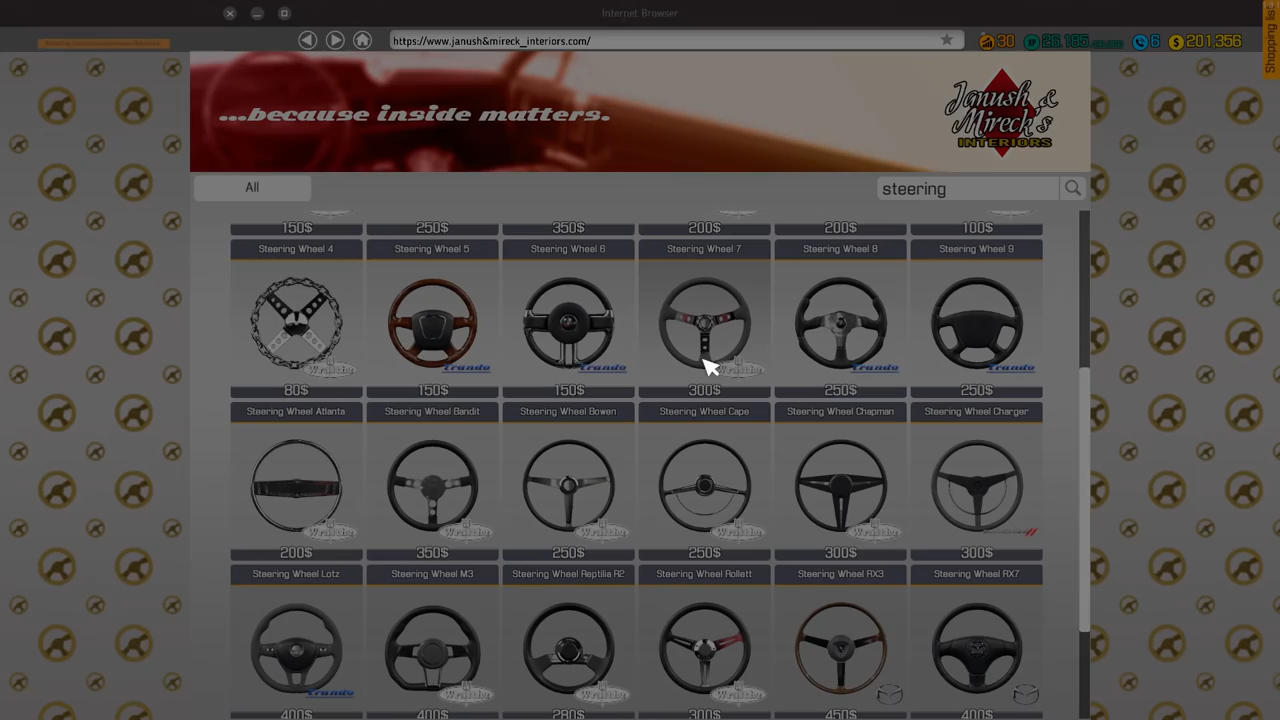 Internet Browser
https://www.janush&mireck_interiors.com/
30
26,185
6
201,356
Shopping list
...because inside matters.
Janush &
Mireck's
INTERIORS
All
steering
150$ 250$ 350$ 200$ 200$ 100$
Steering Wheel 4 Steering Wheel 5 Steering Wheel 6 Steering Wheel 7 Steering Wheel 8 Steering Wheel 9
80$ 150$ 150$ 300$ 250$ 250$
Steering Wheel Atlanta Steering Wheel Bandit Steering Wheel Bowen Steering Wheel Cape Steering Wheel Chapman Steering Wheel Charger
200$ 350$ 250$ 250$ 300$ 300$
Steering Wheel Lotz Steering Wheel M3 Steering Wheel Reptilia R2 Steering Wheel Rollett Steering Wheel RX3 Steering Wheel RX7
400$ 400$ 280$ 300$ 450$ 400$